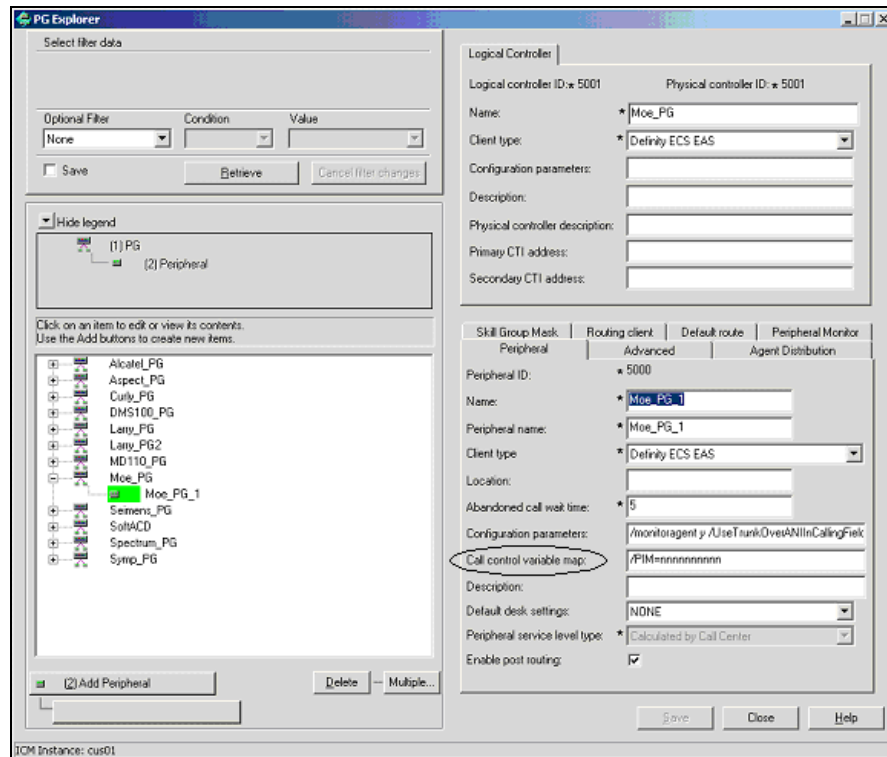 PG Explorer
Select filter data
Optional Filter Condition Value
None
Save Retrieve Cancel filter changes
Hide legend
(1) PG
(2) Peripheral
Click on an item to edit or view its contents.
Use the Add buttons to create new items.
Alcatel_PG
Aspect_PG
Curly_PG
DMS100_PG
Larry_PG
Larry_PG2
MD110_PG
Moe_PG
Moe_PG_1
Seimens_PG
SoftACD
Spectrum_PG
Symp_PG
(2) Add Peripheral Delete Multiple...
Logical Controller
Logical controller ID:* 5001 Physical controller ID: * 5001
Name: * Moe_PG
Client type: * Definity ECS EAS
Configuration parameters:
Description:
Physical controller description:
Primary CTI address:
Secondary CTI address:
Skill Group Mask Routing client Default route Peripheral Monitor
Peripheral Advanced Agent Distribution
Peripheral ID: * 5000
Name: * Moe_PG_1
Peripheral name: * Moe_PG_1
Client type * Definity ECS EAS
Location:
Abandoned call wait time: * 5
Configuration parameters: /monitoragent y /UseTrunkOverANIInCallingField
Call control variable map: /PIM=nnnnnnnnnn
Description:
Default desk settings: NONE
Peripheral service level type: * Calculated by Call Center
Enable post routing:
Save Close Help
ICM Instance: cus01